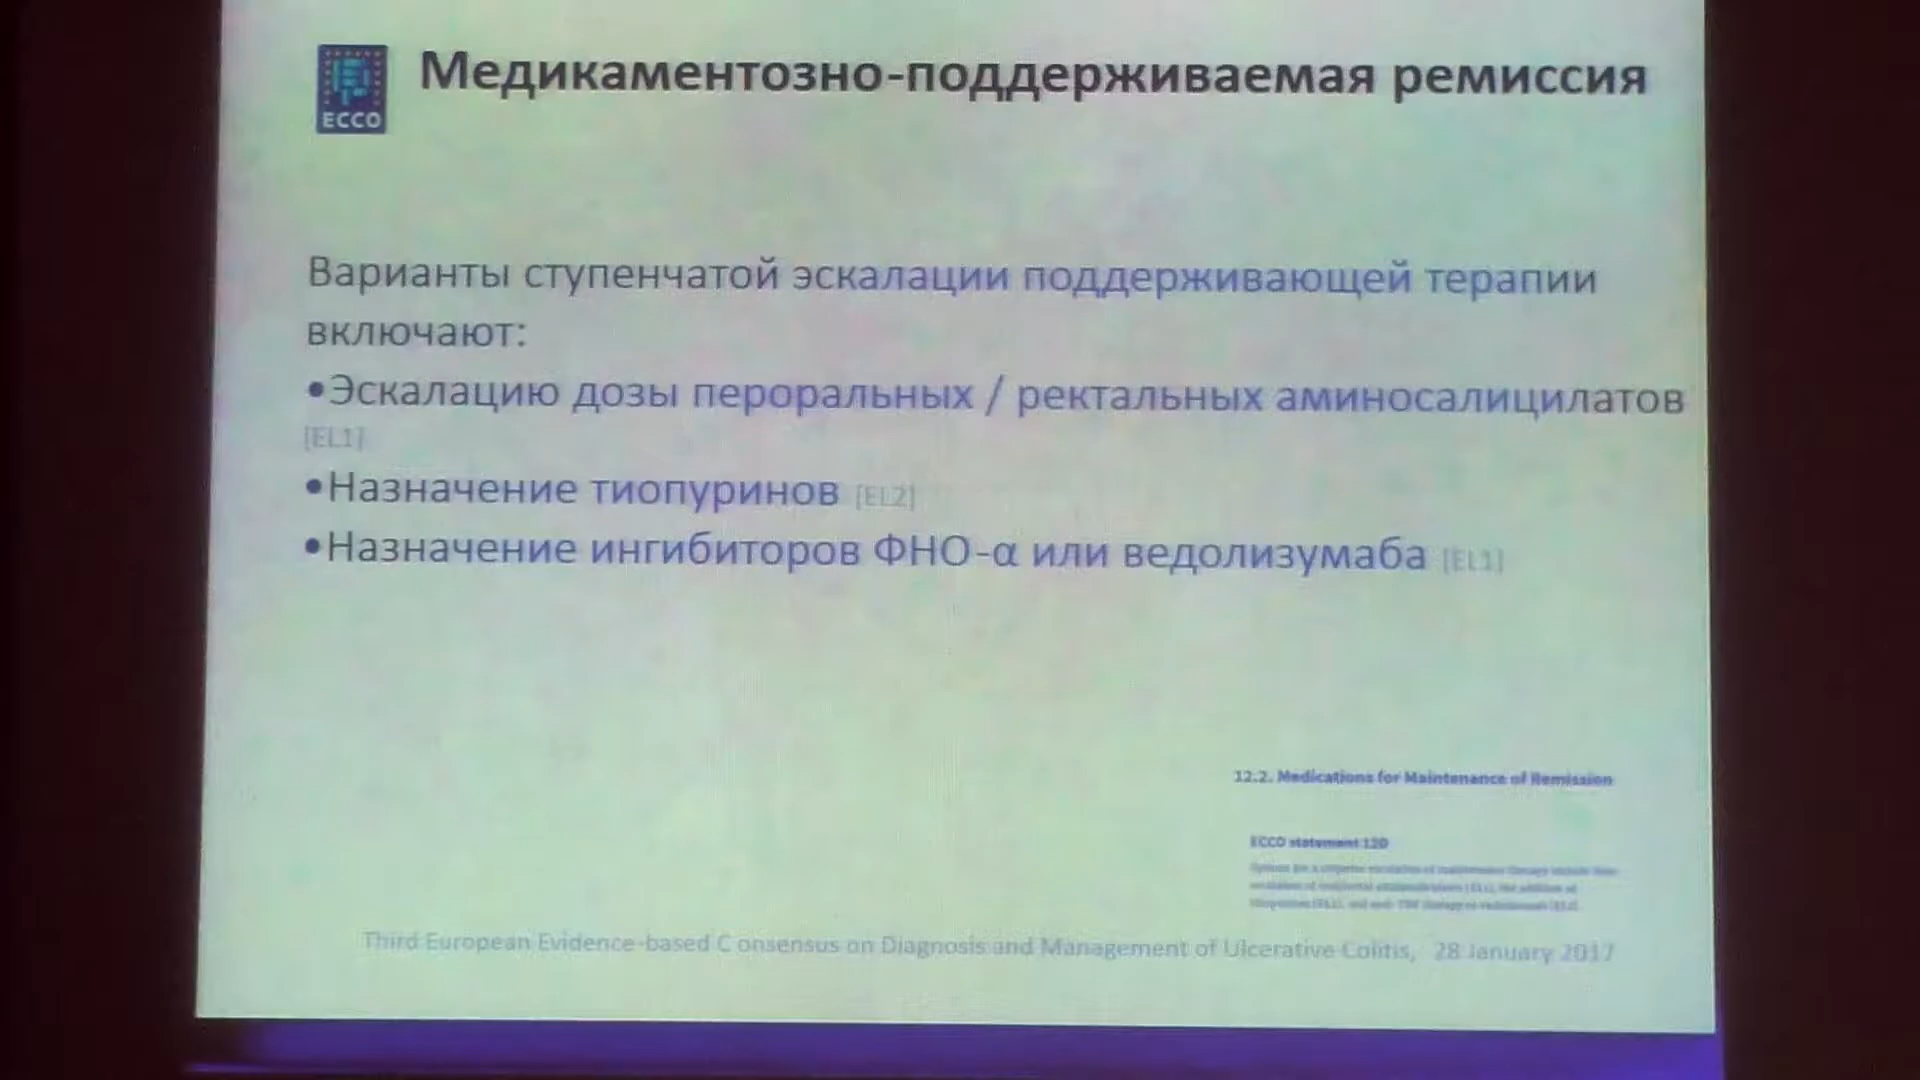 ECCO
Медикаментозно-поддерживаемая ремиссия
Варианты ступенчатой эскалации поддерживающей терапии
включают:
•Эскалацию дозы пероральных / ректальных аминосалицилатов
[EL1]
•Назначение тиопуринов [EL2]
•Назначение ингибиторов ФНО-α или ведолизумаба [EL1]
12.2. Medications for Maintenance of Remission
ECCO statement 12D
Third European Evidence-based C onsensus on Diagnosis and Management of Ulcerative Colitis, 28 January 2017